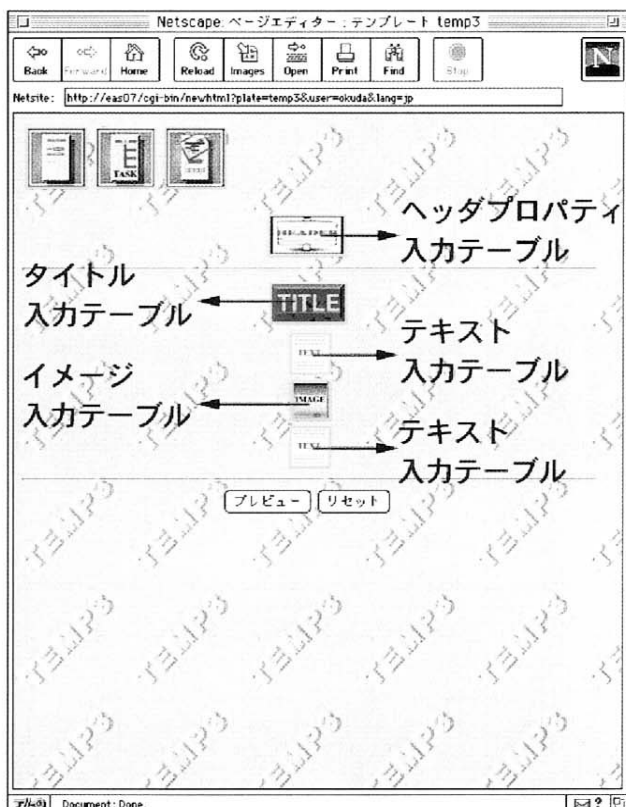 Netscape: ページエディター : テンプレート temp3
Back Forward Home Reload Images Open Print Find Stop
N
Netsite: http://eas07/cgi-bin/newhtml?plate=temp3&user=okuda&lang=jp
TASK
TEMP3
HEADER
ヘッダプロパティ
入力テーブル
タイトル
入力テーブル
TITLE
TEXT
テキスト
入力テーブル
イメージ
入力テーブル
IMAGE
TEXT
テキスト
入力テーブル
プレビュー リセット
Document: Done
?